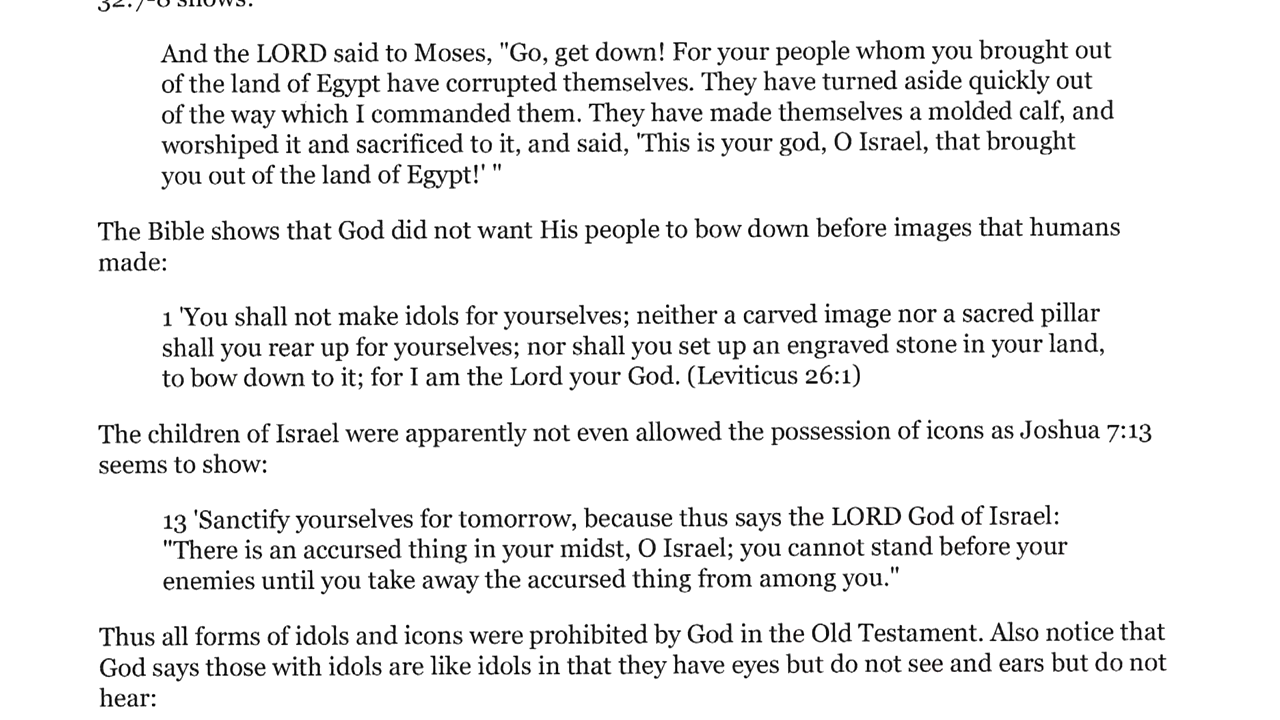 And the LORD said to Moses, "Go, get down! For your people whom you brought out
of the land of Egypt have corrupted themselves. They have turned aside quickly out
of the way which I commanded them. They have made themselves a molded calf, and
worshiped it and sacrificed to it, and said, 'This is your god, O Israel, that brought
you out of the land of Egypt!' "
The Bible shows that God did not want His people to bow down before images that humans
made:
1 'You shall not make idols for yourselves; neither a carved image nor a sacred pillar
shall you rear up for yourselves; nor shall you set up an engraved stone in your land,
to bow down to it; for I am the Lord your God. (Leviticus 26:1)
The children of Israel were apparently not even allowed the possession of icons as Joshua 7:13
seems to show:
13 'Sanctify yourselves for tomorrow, because thus says the LORD God of Israel:
"There is an accursed thing in your midst, O Israel; you cannot stand before your
enemies until you take away the accursed thing from among you."
Thus all forms of idols and icons were prohibited by God in the Old Testament. Also notice that
God says those with idols are like idols in that they have eyes but do not see and ears but do not
hear: